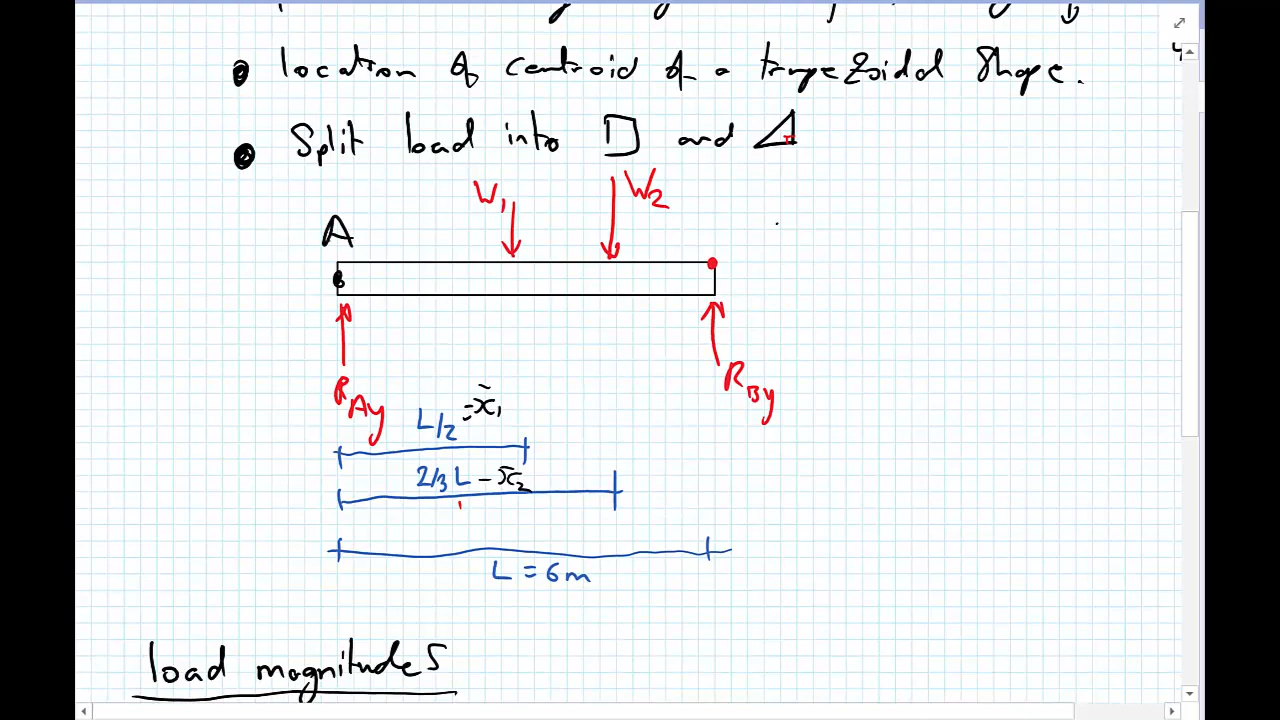 location of centroid of a trapezoidal shape.
Split load into □ and ◿
W1
W2
A
RAy
RBy
L/2 = x̄1
2/3 L - x̄2
L = 6m
load magnitudes